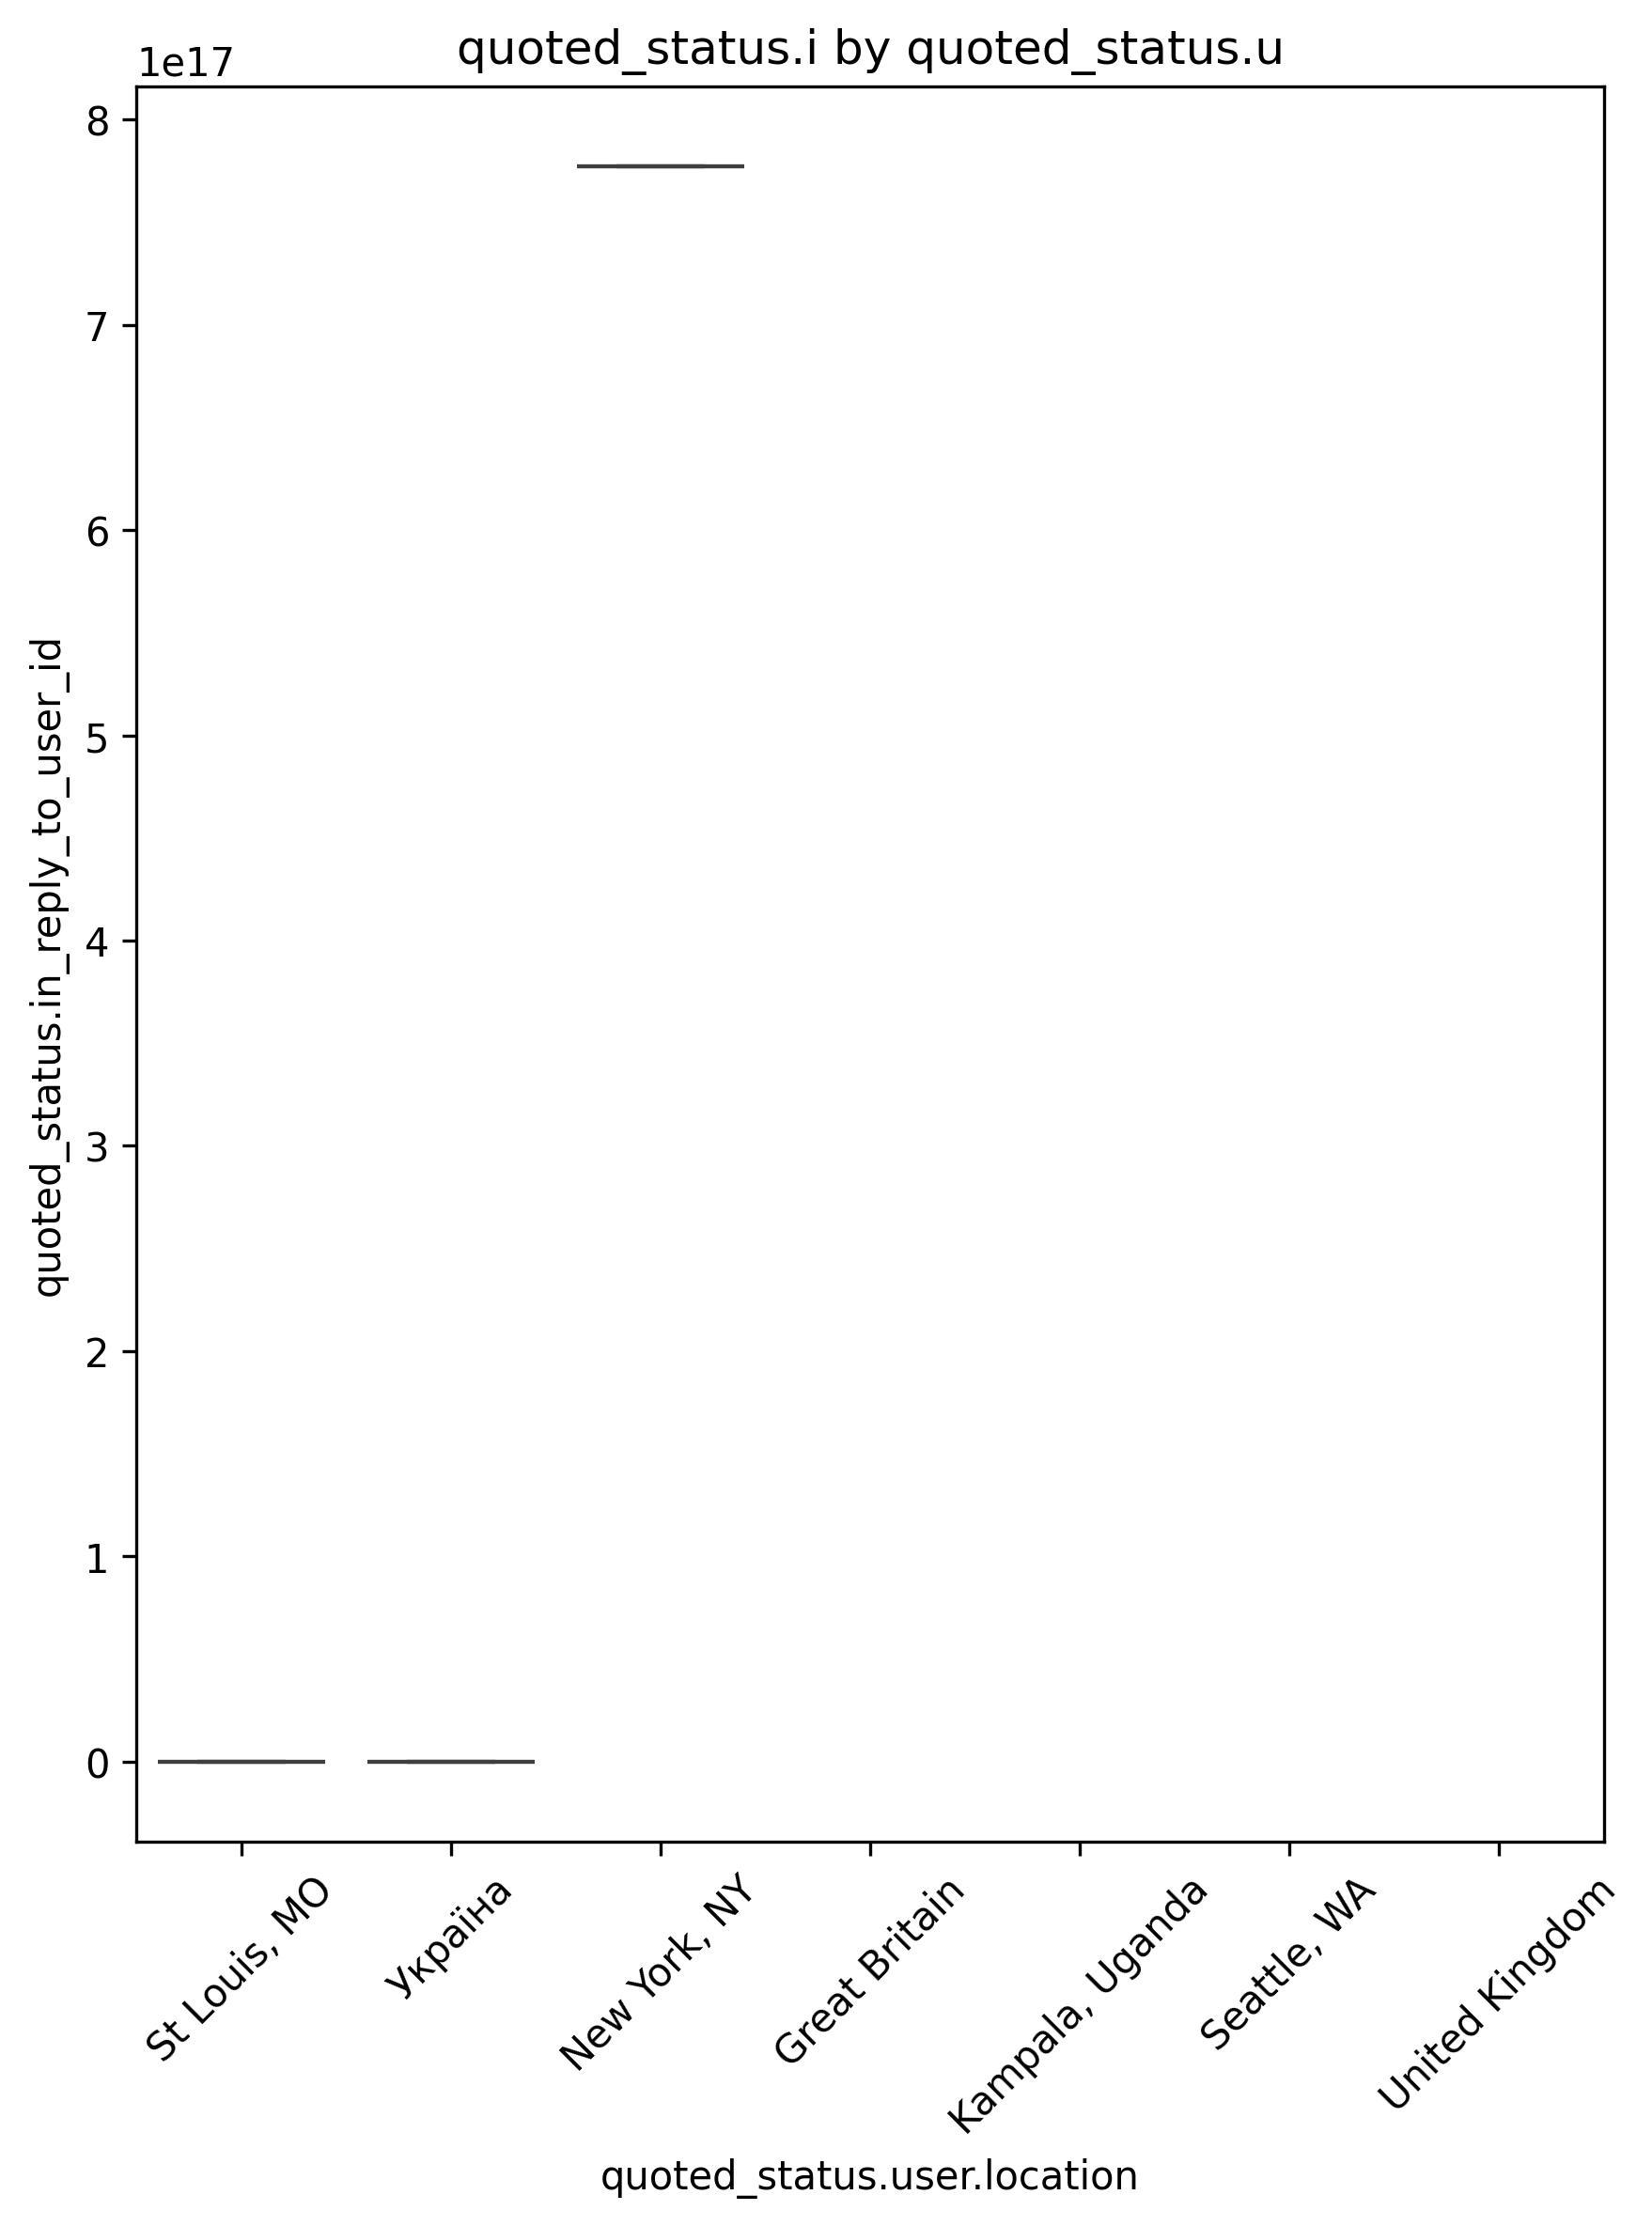 quoted_status.i by quoted_status.u
1e17
8
7
6
5
4
3
2
1
0
quoted_status.in_reply_to_user_id
St Louis, MO
Україна
New York, NY
Great Britain
Kampala, Uganda
Seattle, WA
United Kingdom
quoted_status.user.location